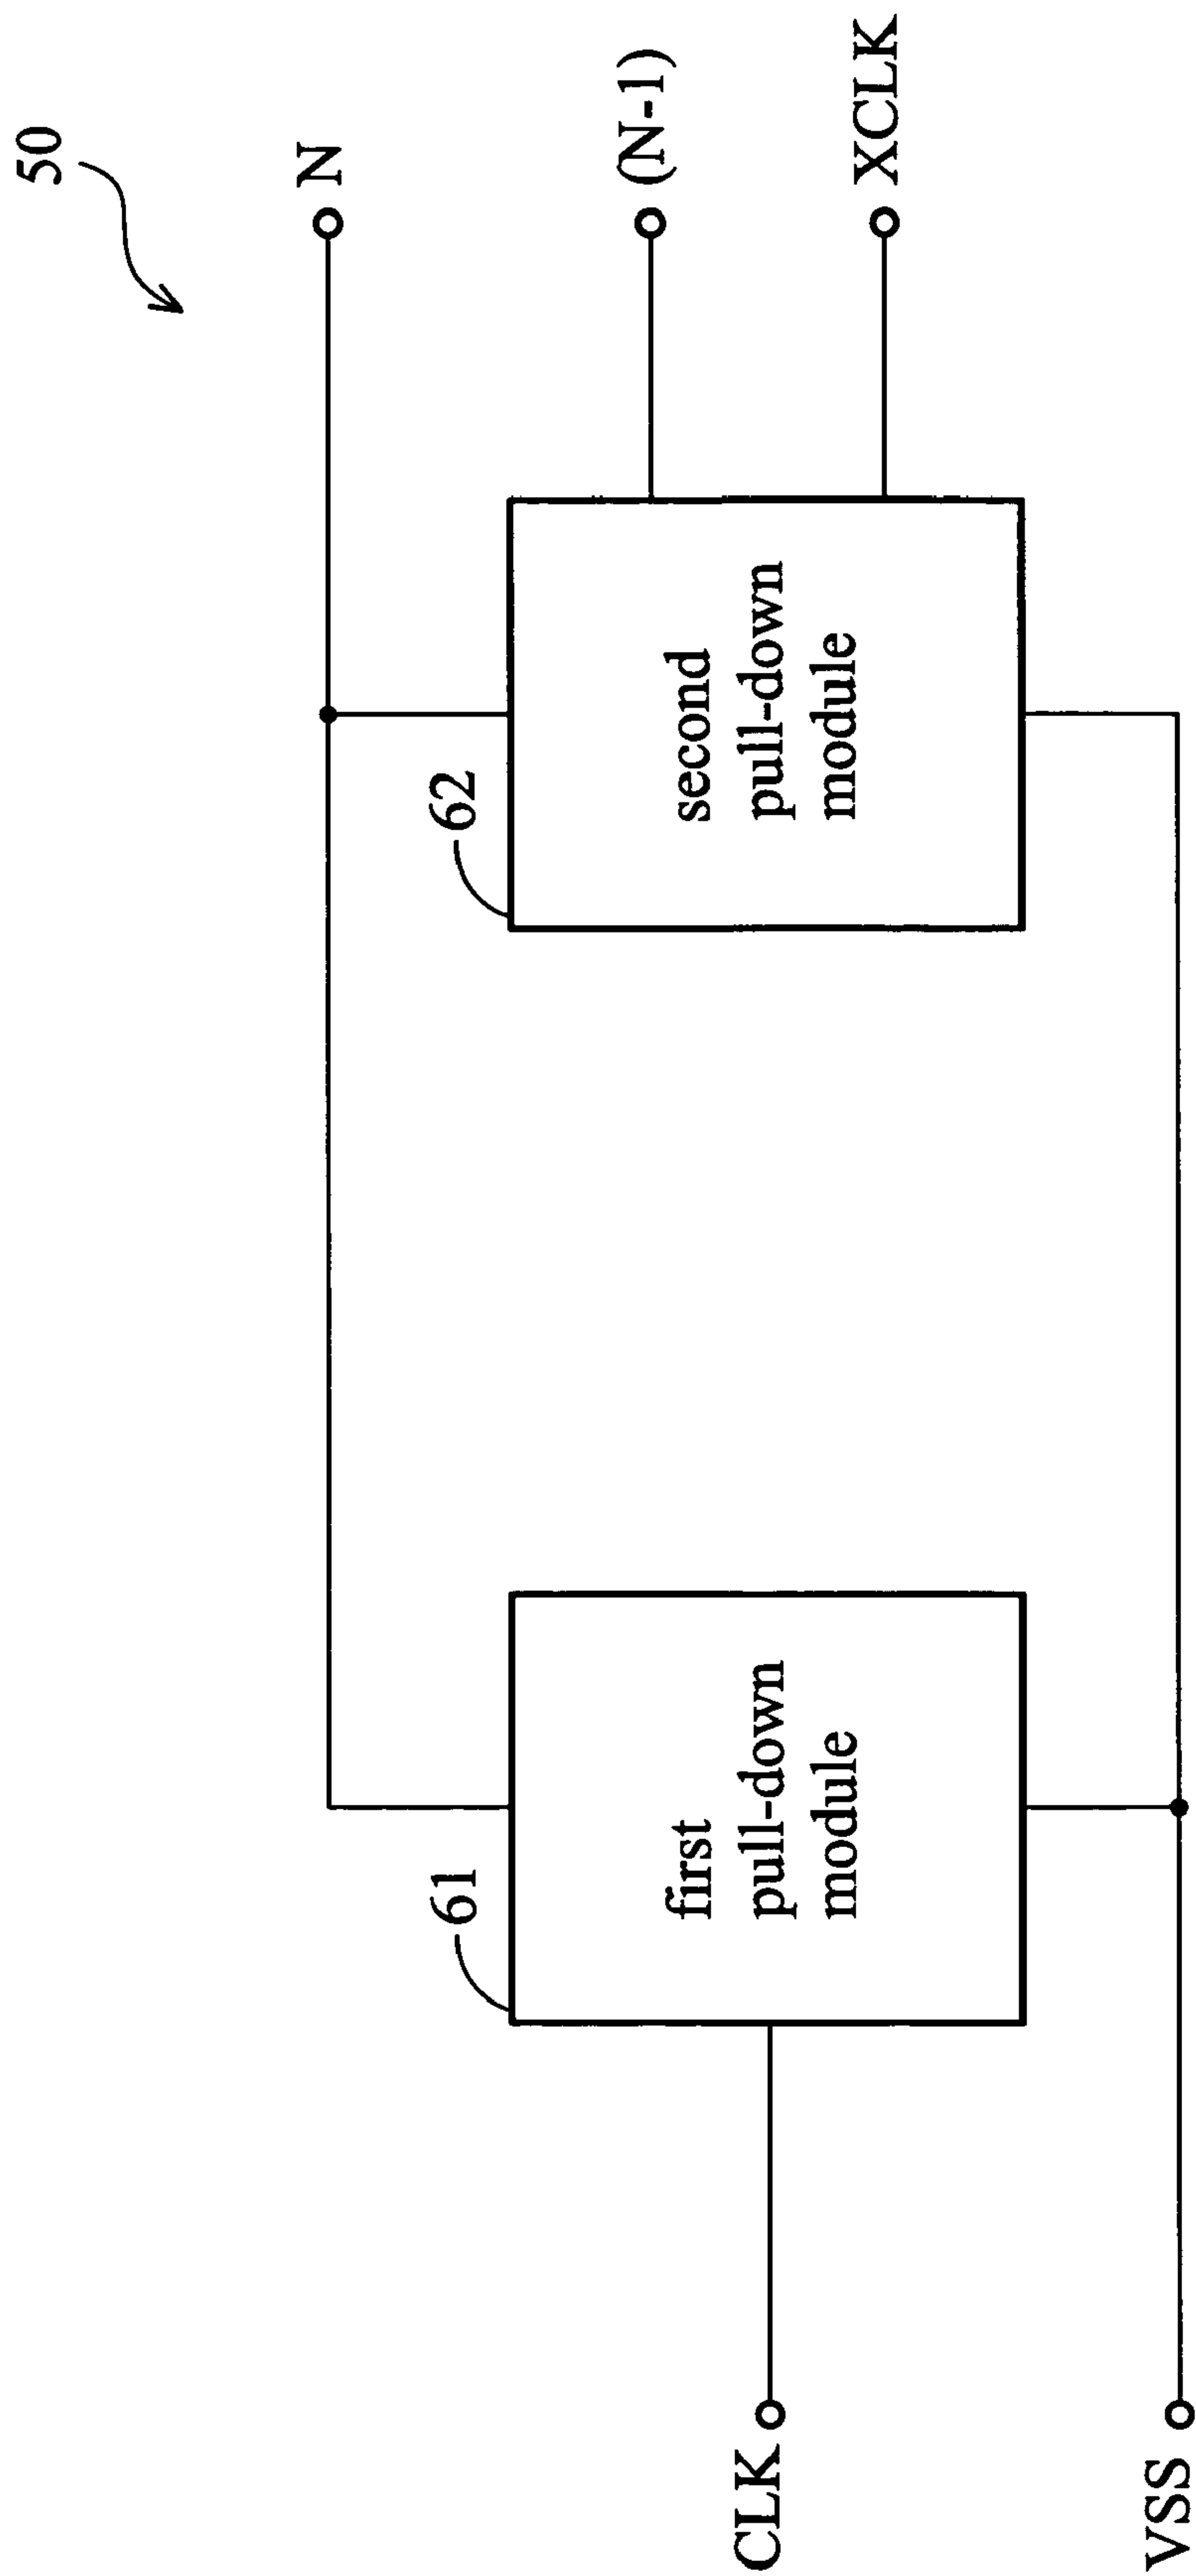 50
N
(N-1)
XCLK
62
second
pull-down
module
61
first
pull-down
module
CLK
VSS